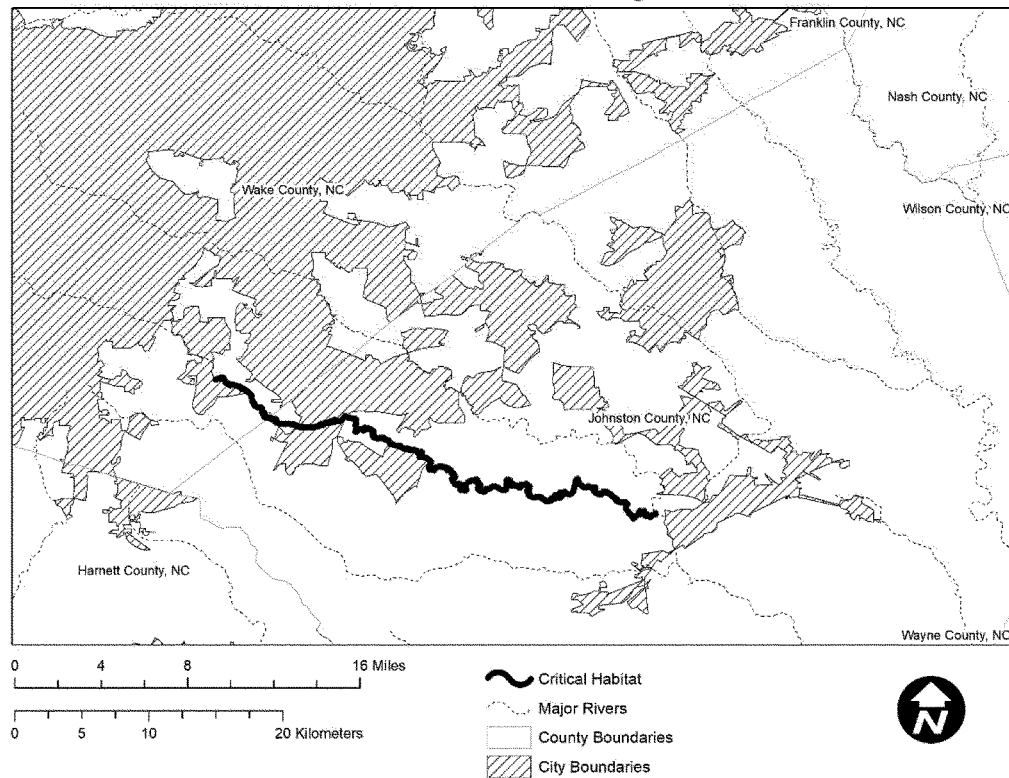 Franklin County, NC
Nash County, NC
Wake County, NC
Wilson County, NC
Johnston County, NC
Harnett County, NC
Wayne County, NC
0 4 8 16 Miles
0 5 10 20 Kilometers
Critical Habitat
Major Rivers
County Boundaries
City Boundaries
N